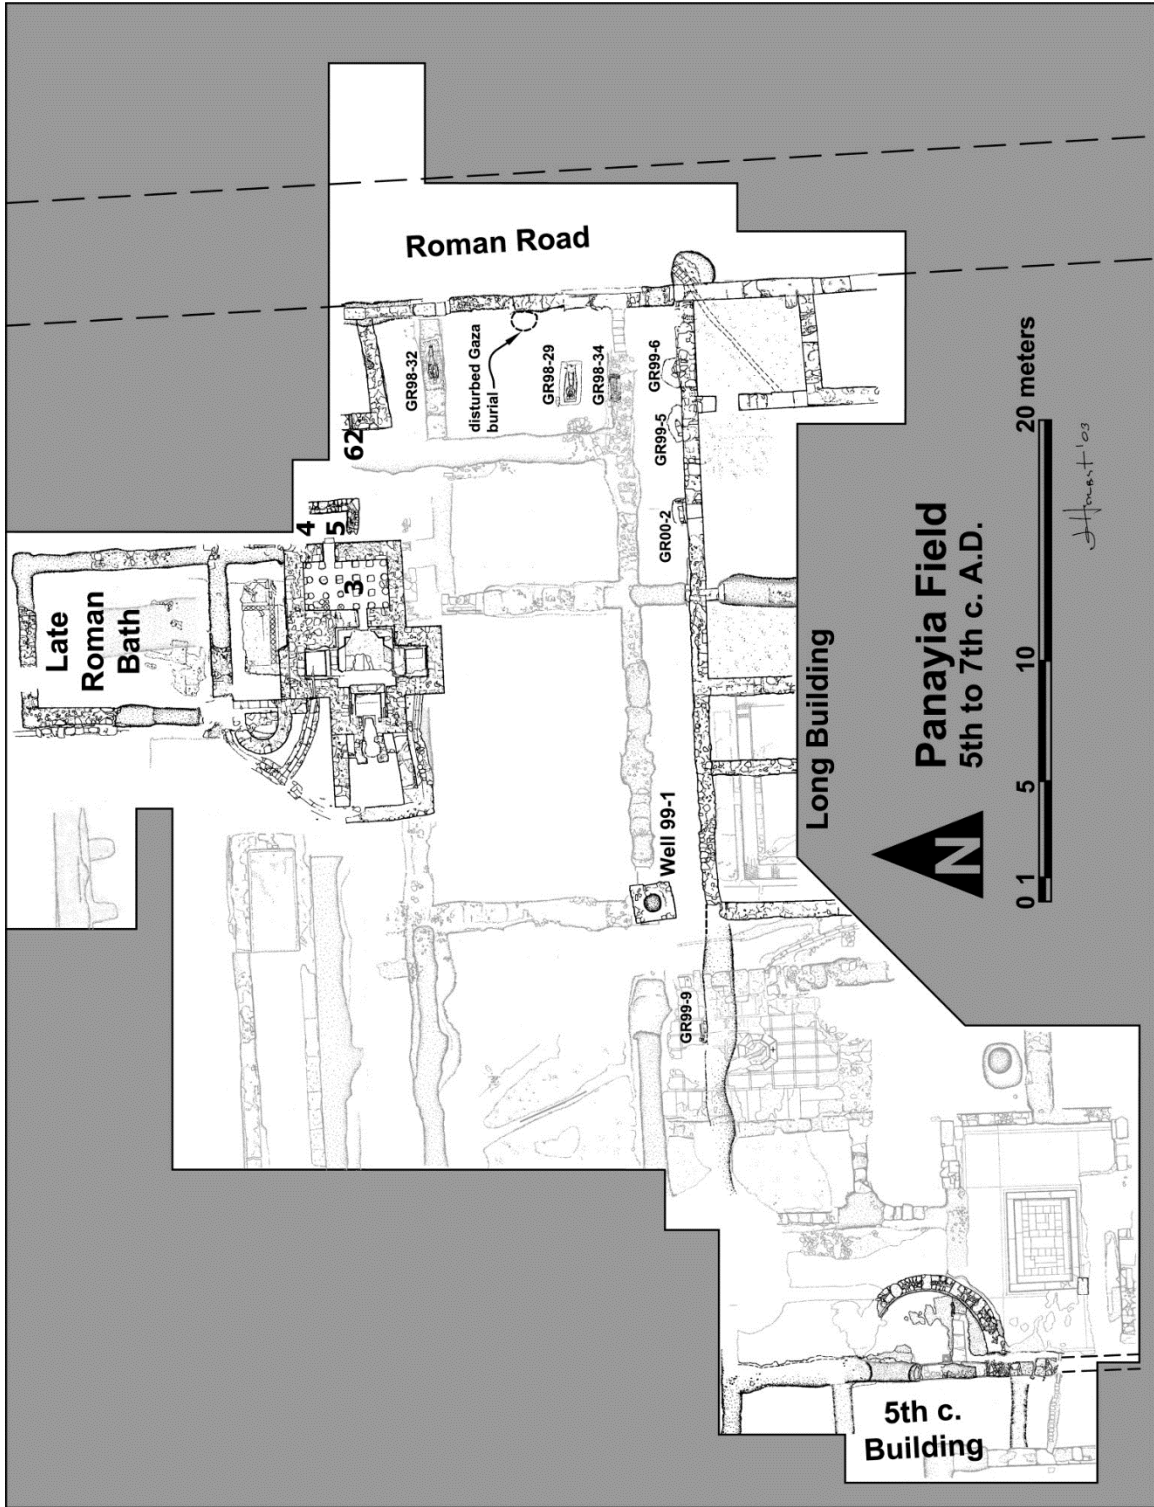 Roman Road
Late
Roman
Bath
4
5
3
62
GR98-32
disturbed Gaza
burial
GR98-29
GR98-34
GR99-6
GR99-5
GR00-2
Well 99-1
GR99-9
Long Building
5th c.
Building
Panayia Field
5th to 7th c. A.D.
N
0 1 5 10 20 meters